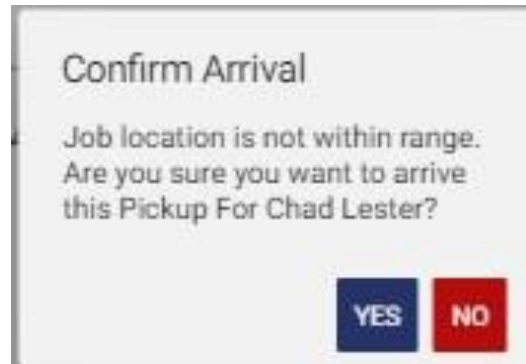 Confirm Arrival
Job location is not within range.
Are you sure you want to arrive
this Pickup For Chad Lester?
YES NO